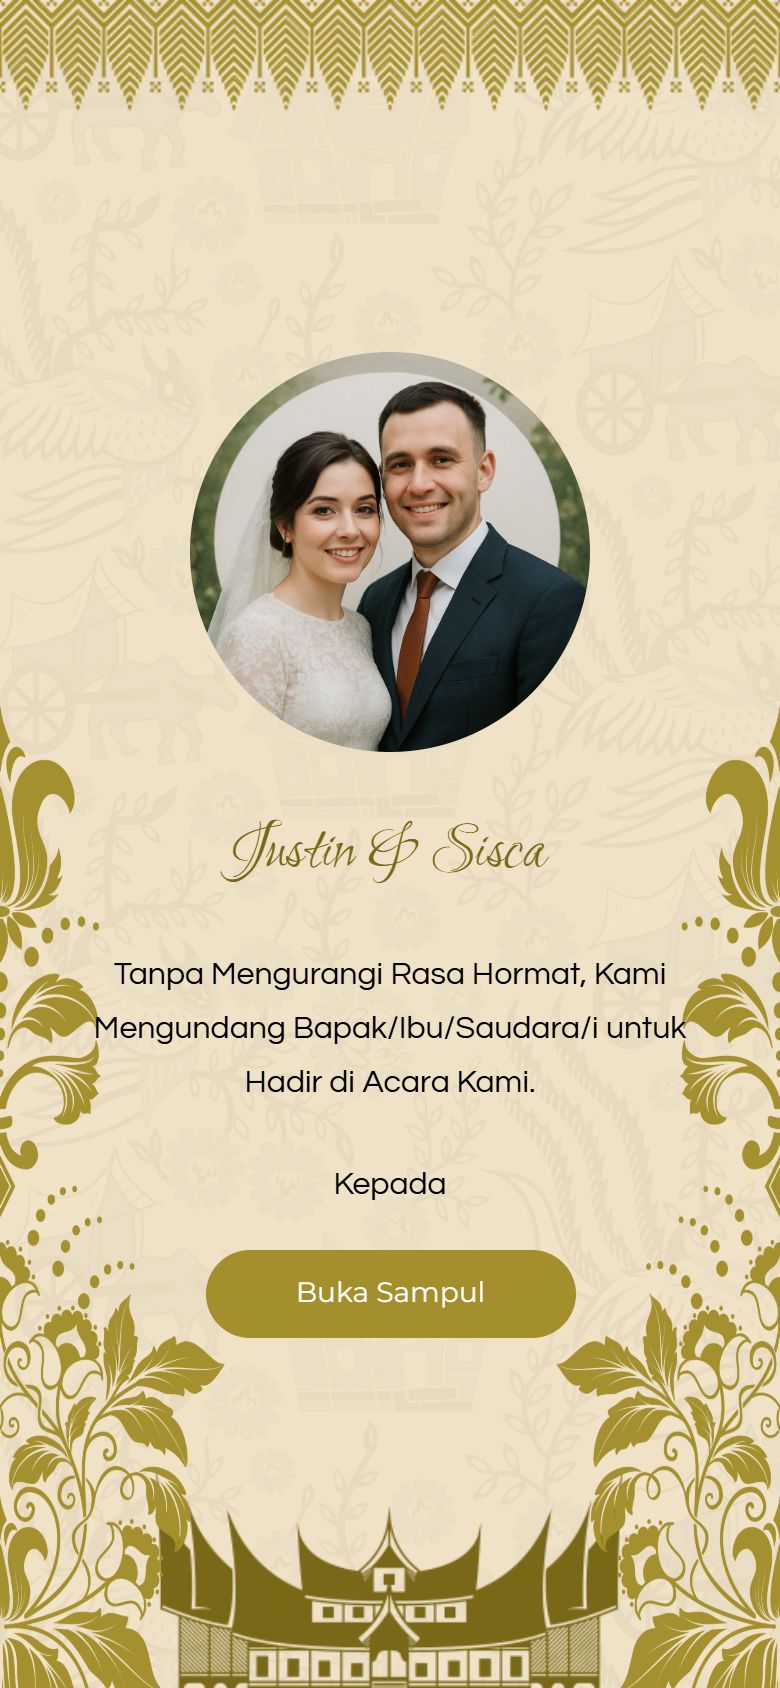 Justin & Sisca
Tanpa Mengurangi Rasa Hormat, Kami
Mengundang Bapak/Ibu/Saudara/i untuk
Hadir di Acara Kami.
Kepada
Buka Sampul